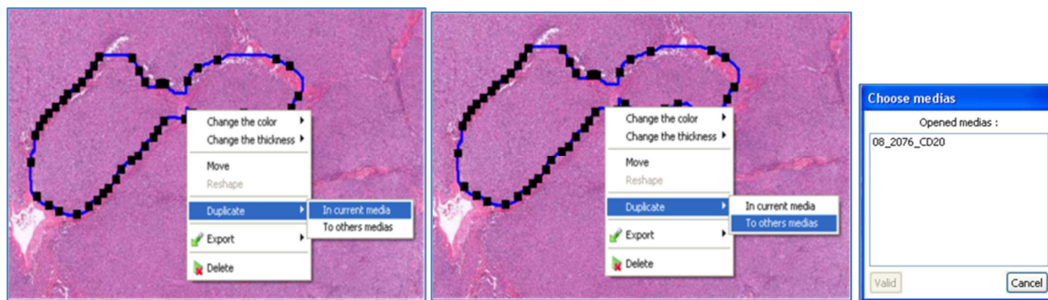 Change the color
Change the thickness
Move
Reshape
Duplicate
In current media
To others medias
Export
Delete
Change the color
Change the thickness
Move
Reshape
Duplicate
In current media
To others medias
Export
Delete
Choose medias
Opened medias :
08_2076_CD20
Valid
Cancel